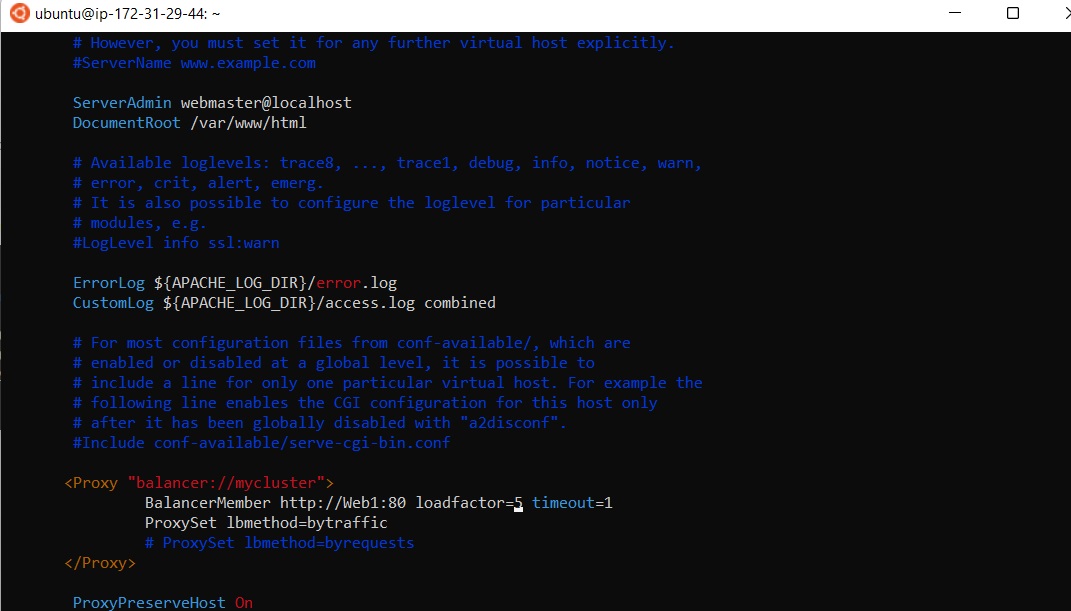 ubuntu@ip-172-31-29-44: ~
# However, you must set it for any further virtual host explicitly.
#ServerName www.example.com
ServerAdmin webmaster@localhost
DocumentRoot /var/www/html
# Available loglevels: trace8, ..., trace1, debug, info, notice, warn,
# error, crit, alert, emerg.
# It is also possible to configure the loglevel for particular
# modules, e.g.
#LogLevel info ssl:warn
ErrorLog ${APACHE_LOG_DIR}/error.log
CustomLog ${APACHE_LOG_DIR}/access.log combined
# For most configuration files from conf-available/, which are
# enabled or disabled at a global level, it is possible to
# include a line for only one particular virtual host. For example the
# following line enables the CGI configuration for this host only
# after it has been globally disabled with "a2disconf".
#Include conf-available/serve-cgi-bin.conf
<Proxy "balancer://mycluster">
BalancerMember http://Web1:80 loadfactor=5 timeout=1
ProxySet lbmethod=bytraffic
# ProxySet lbmethod=byrequests
</Proxy>
ProxyPreserveHost On